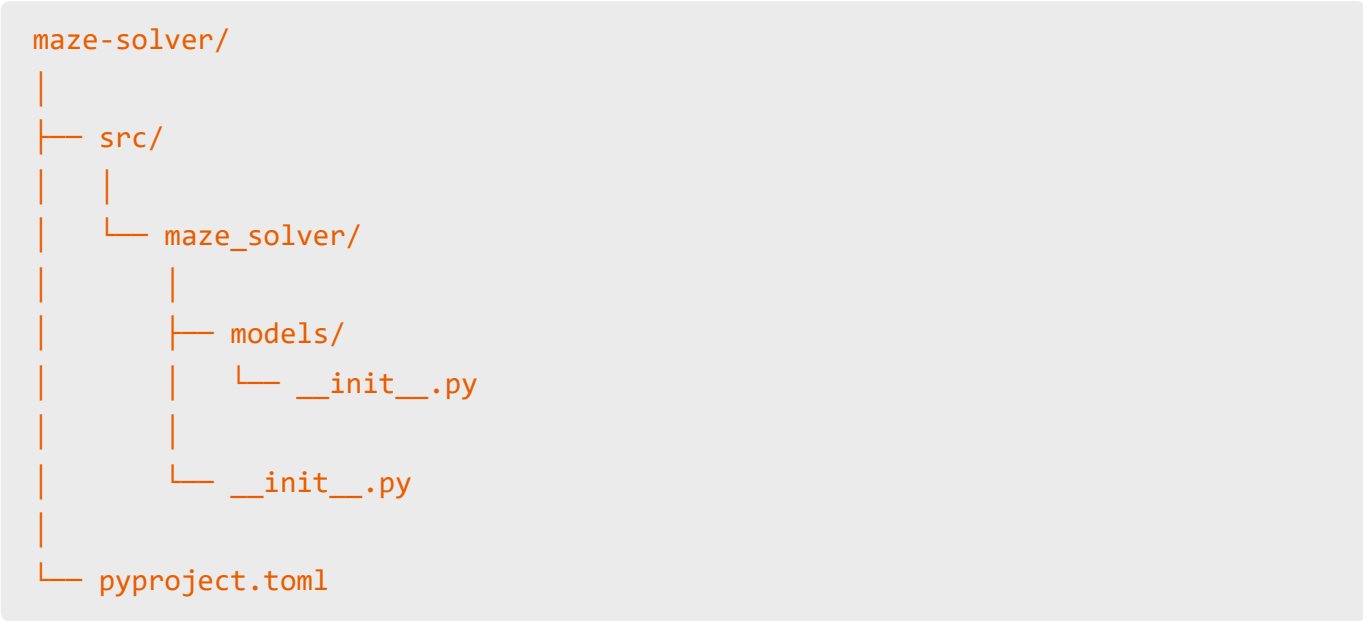 maze-solver/
│
├── src/
│   │
│   └── maze_solver/
│       │
│       ├── models/
│       │   └── __init__.py
│       │
│       └── __init__.py
│
└── pyproject.toml